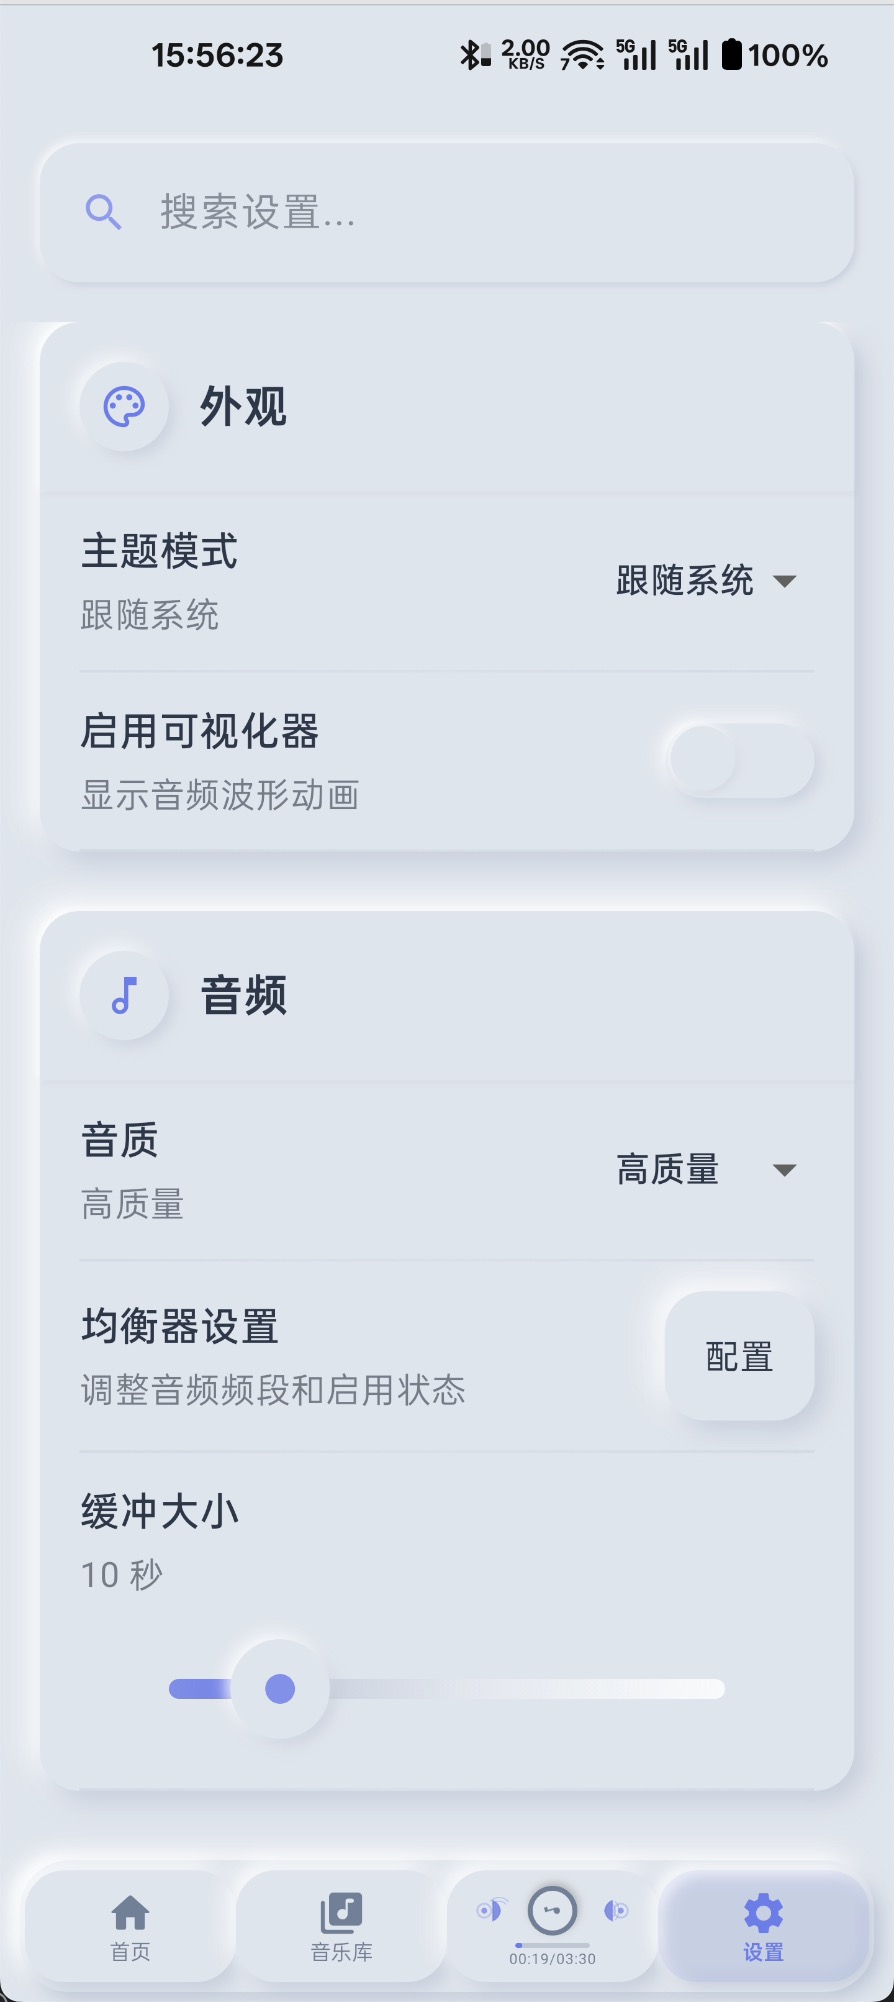 15:56:23
2.00 KB/S 7 5G 5G 100%
搜索设置...
外观
主题模式
跟随系统
跟随系统
启用可视化器
显示音频波形动画
音频
音质
高质量
高质量
均衡器设置
调整音频频段和启用状态
配置
缓冲大小
10 秒
首页
音乐库
00:19/03:30
设置